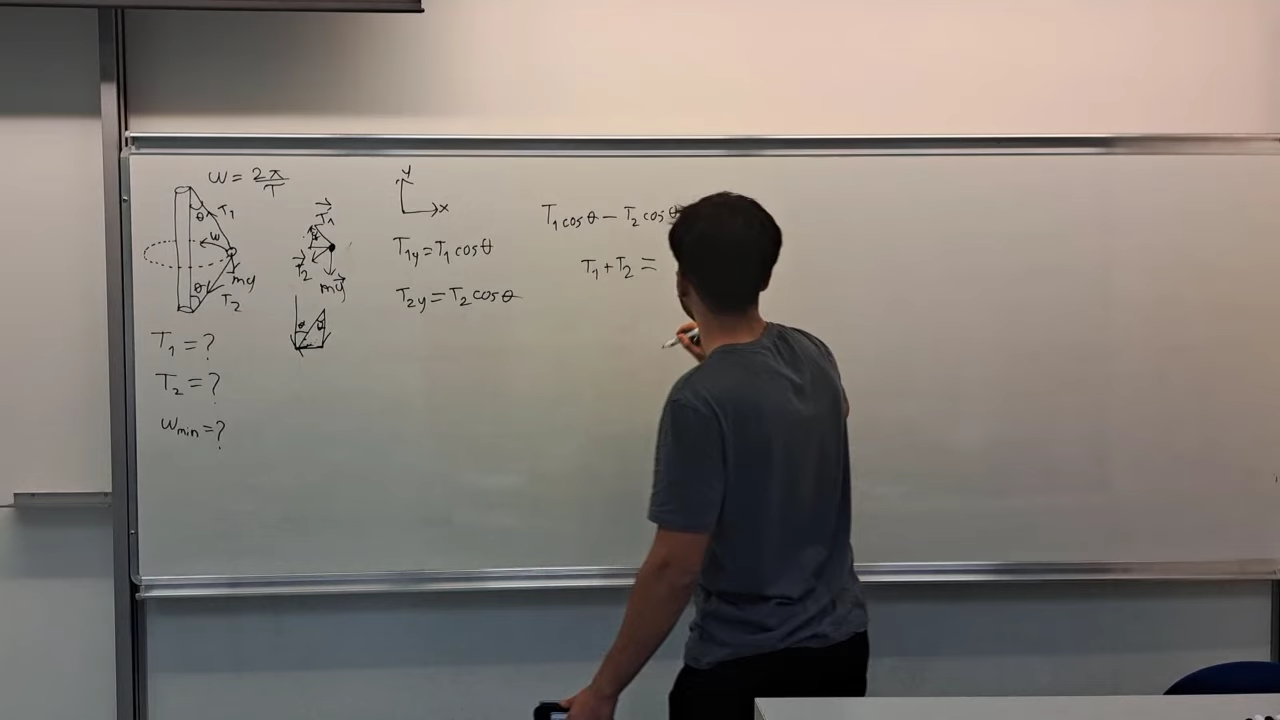 ω = 2π/T
θ T₁
ω
mg
θ T₂
T₁ = ?
T₂ = ?
ω_min = ?
T₁
T₂
mg
y
x
T₁y = T₁ cos θ
T₂y = T₂ cos θ
T₁ cos θ − T₂ cos θ
T₁ + T₂ =